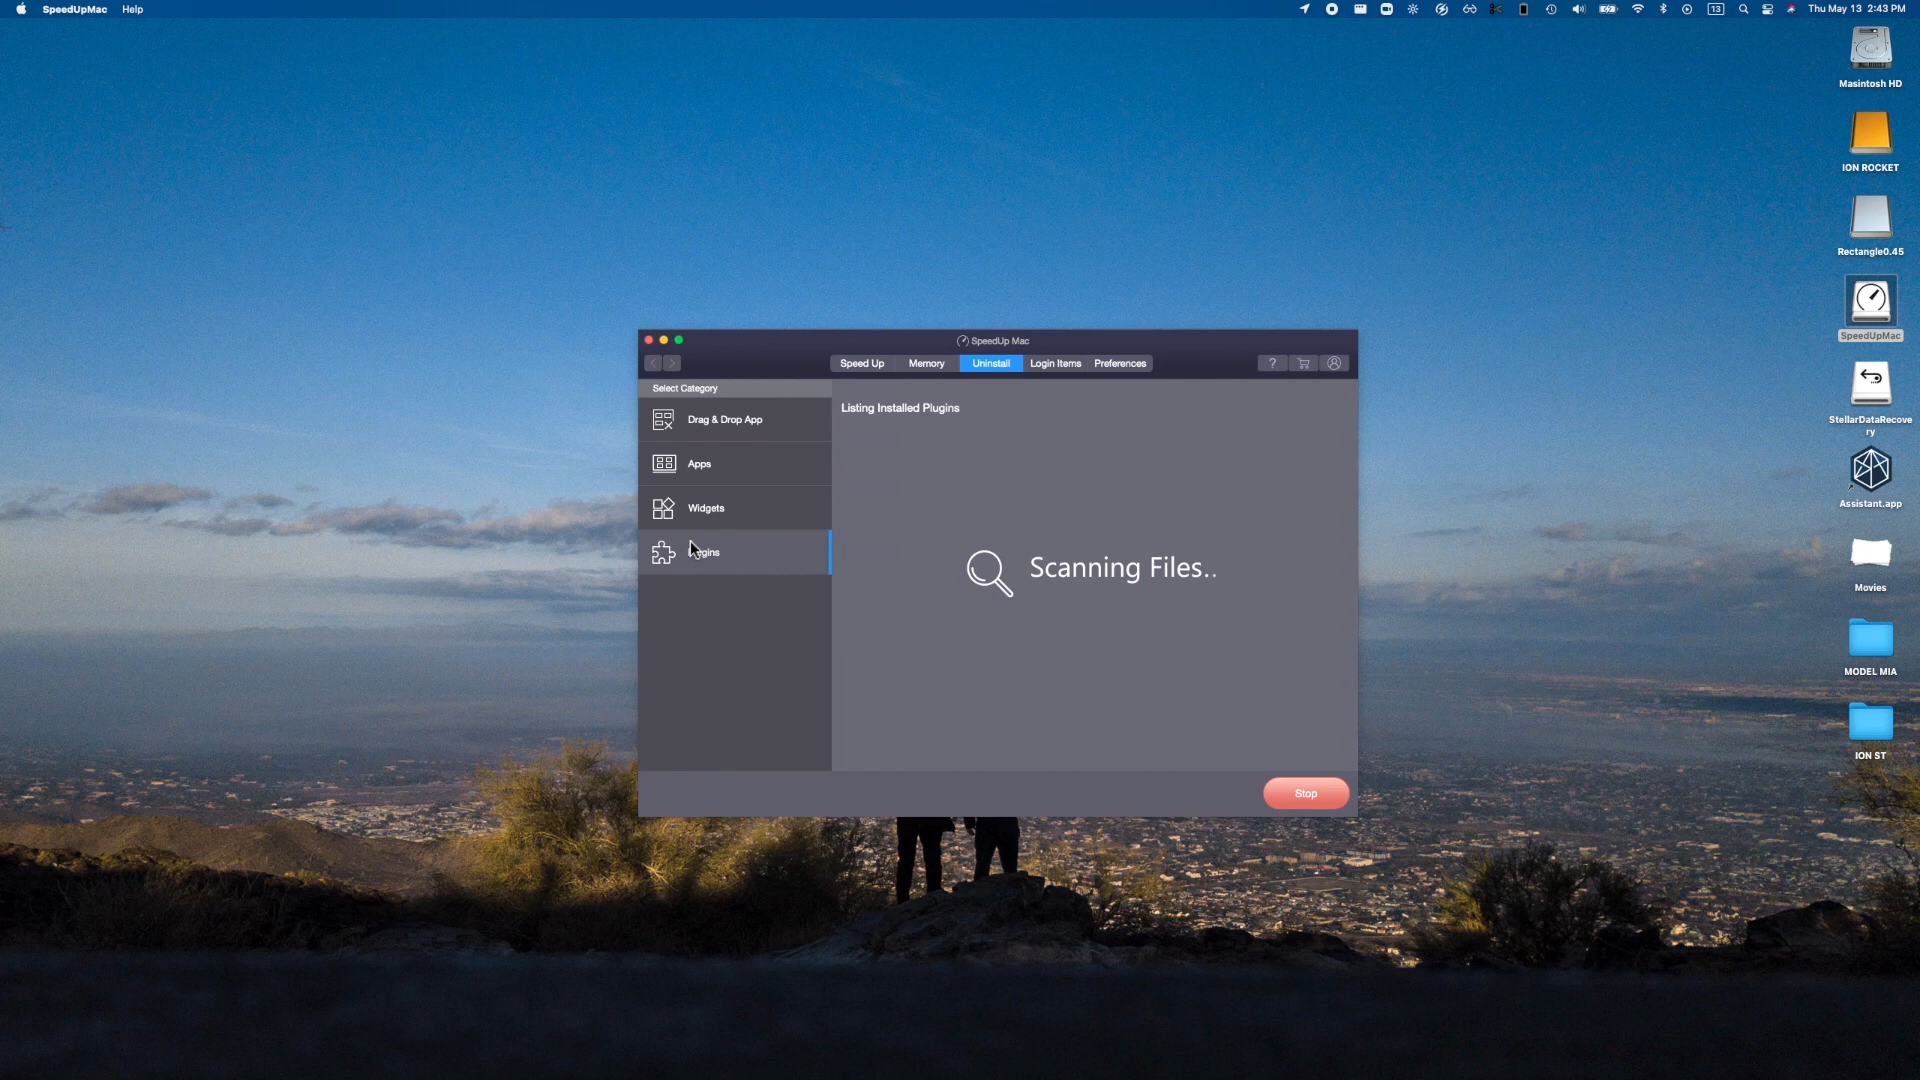 SpeedUpMac Help
13 Thu May 13 2:43 PM
Masintosh HD
ION ROCKET
Rectangle0.45
SpeedUpMac
StellarDataRecove
ry
Assistant.app
Movies
MODEL MIA
ION ST
SpeedUp Mac
Speed Up Memory Uninstall Login Items Preferences ?
Select Category
Drag & Drop App
Apps
Widgets
Listing Installed Plugins
Scanning Files..
Stop